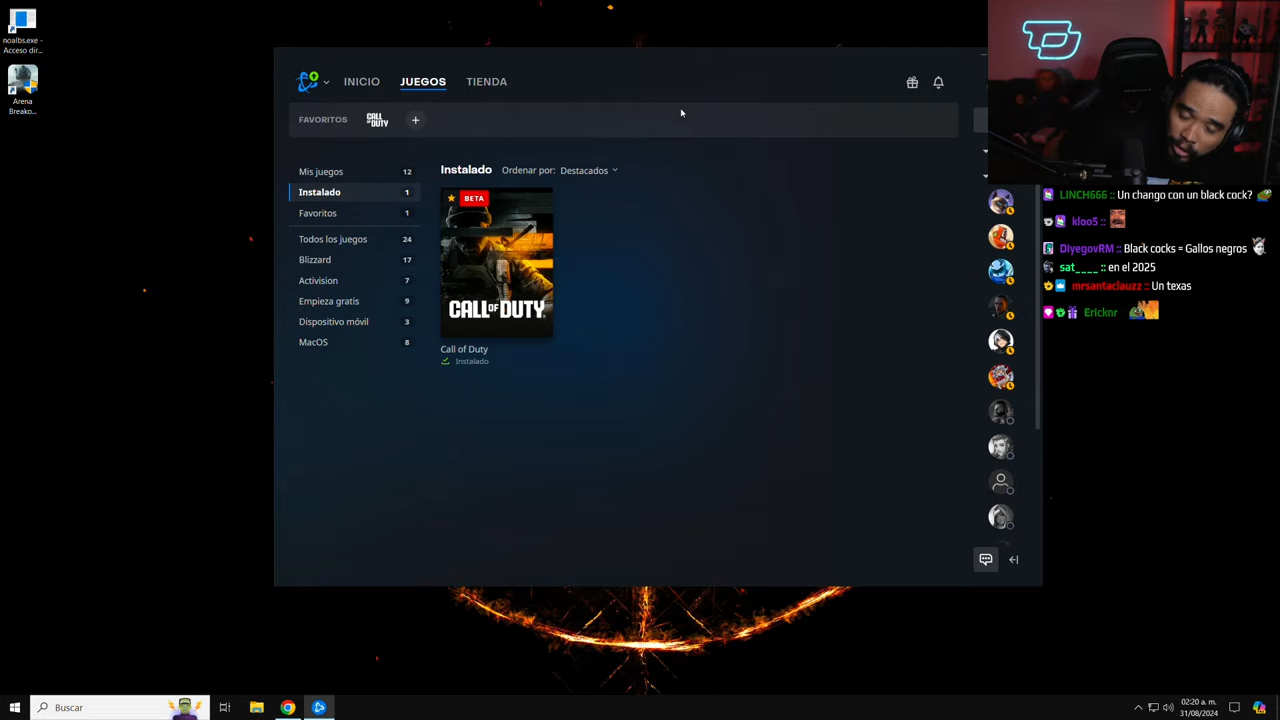 noalbs.exe -
Acceso dir...
Arena
Breako...
INICIO
JUEGOS
TIENDA
FAVORITOS
CALL OF DUTY
+
Mis juegos 12
Instalado 1
Favoritos 1
Todos los juegos 24
Blizzard 17
Activision 7
Empieza gratis 9
Dispositivo móvil 3
MacOS 8
Instalado
Ordenar por: Destacados
BETA
CALL OF DUTY
Call of Duty
Instalado
LINCH666 :: Un chango con un black cock?
kloo5 ::
DiyegovRM :: Black cocks = Gallos negros
sat____ :: en el 2025
mrsantaclauzz :: Un texas
Ericknr ::
Buscar
02:20 a. m.
31/08/2024